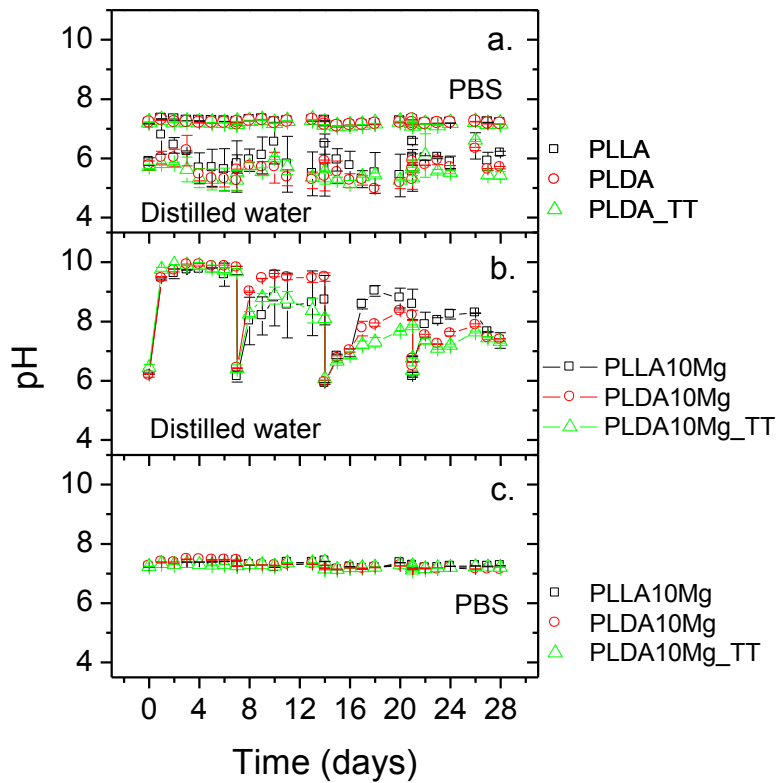 10
8
6
4
a.
PBS
Distilled water
PLLA
PLDA
PLDA_TT
10
8
6
4
b.
Distilled water
PLLA10Mg
PLDA10Mg
PLDA10Mg_TT
pH
10
8
6
4
c.
PBS
PLLA10Mg
PLDA10Mg
PLDA10Mg_TT
0 4 8 12 16 20 24 28
Time (days)